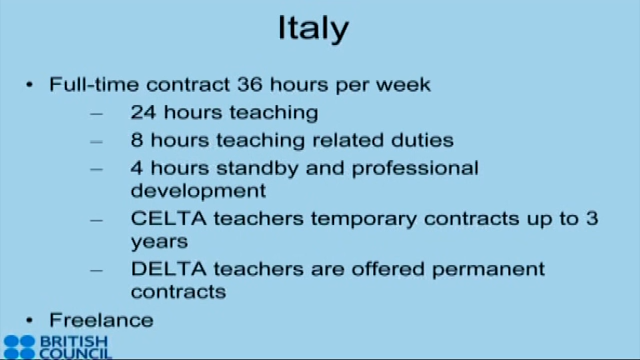 Italy
• Full-time contract 36 hours per week
– 24 hours teaching
– 8 hours teaching related duties
– 4 hours standby and professional
development
– CELTA teachers temporary contracts up to 3
years
– DELTA teachers are offered permanent
contracts
• Freelance
BRITISH
COUNCIL